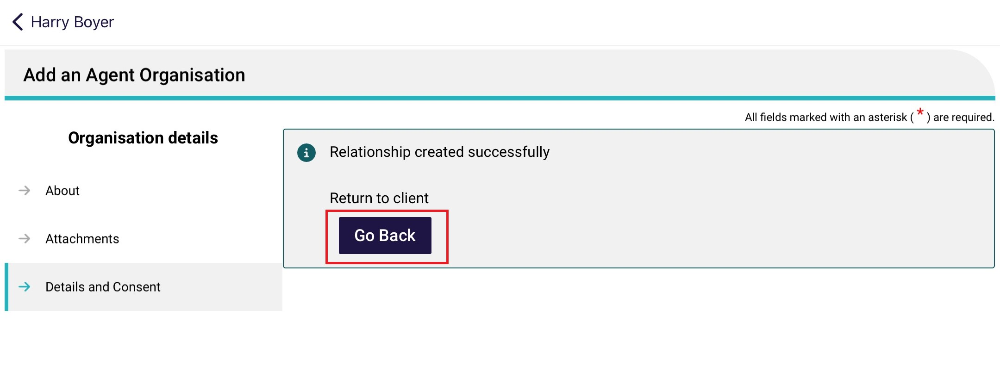 Harry Boyer
Add an Agent Organisation
All fields marked with an asterisk ( * ) are required.
Organisation details
About
Attachments
Details and Consent
Relationship created successfully
Return to client
Go Back